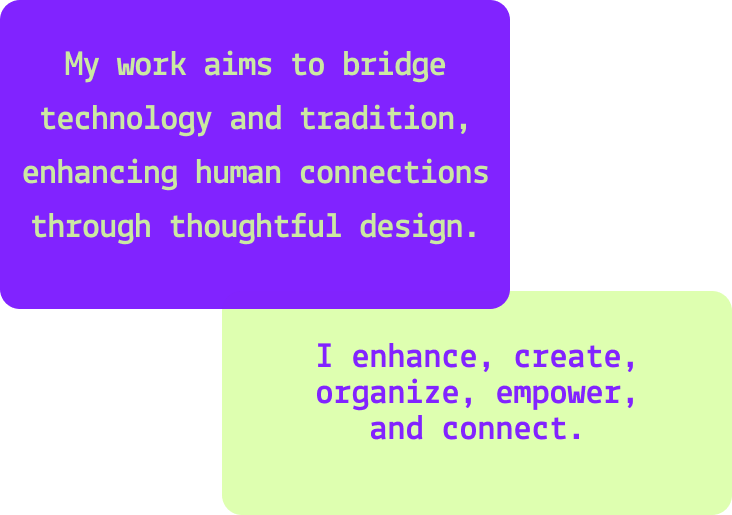 My work aims to bridge
technology and tradition,
enhancing human connections
through thoughtful design.
I enhance, create,
organize, empower,
and connect.